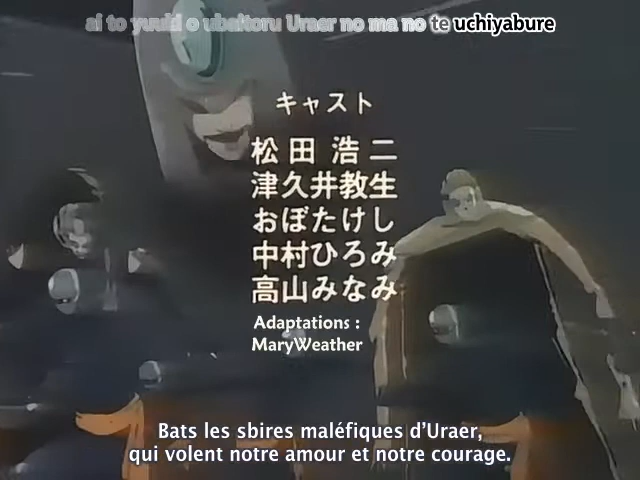 ai to yuuki o ubaitoru Uraer no ma no te uchiyabure
キャスト
松田 浩二
津久井教生
おぼたけし
中村ひろみ
高山みなみ
Adaptations :
MaryWeather
Bats les sbires maléfiques d'Uraer,
qui volent notre amour et notre courage.